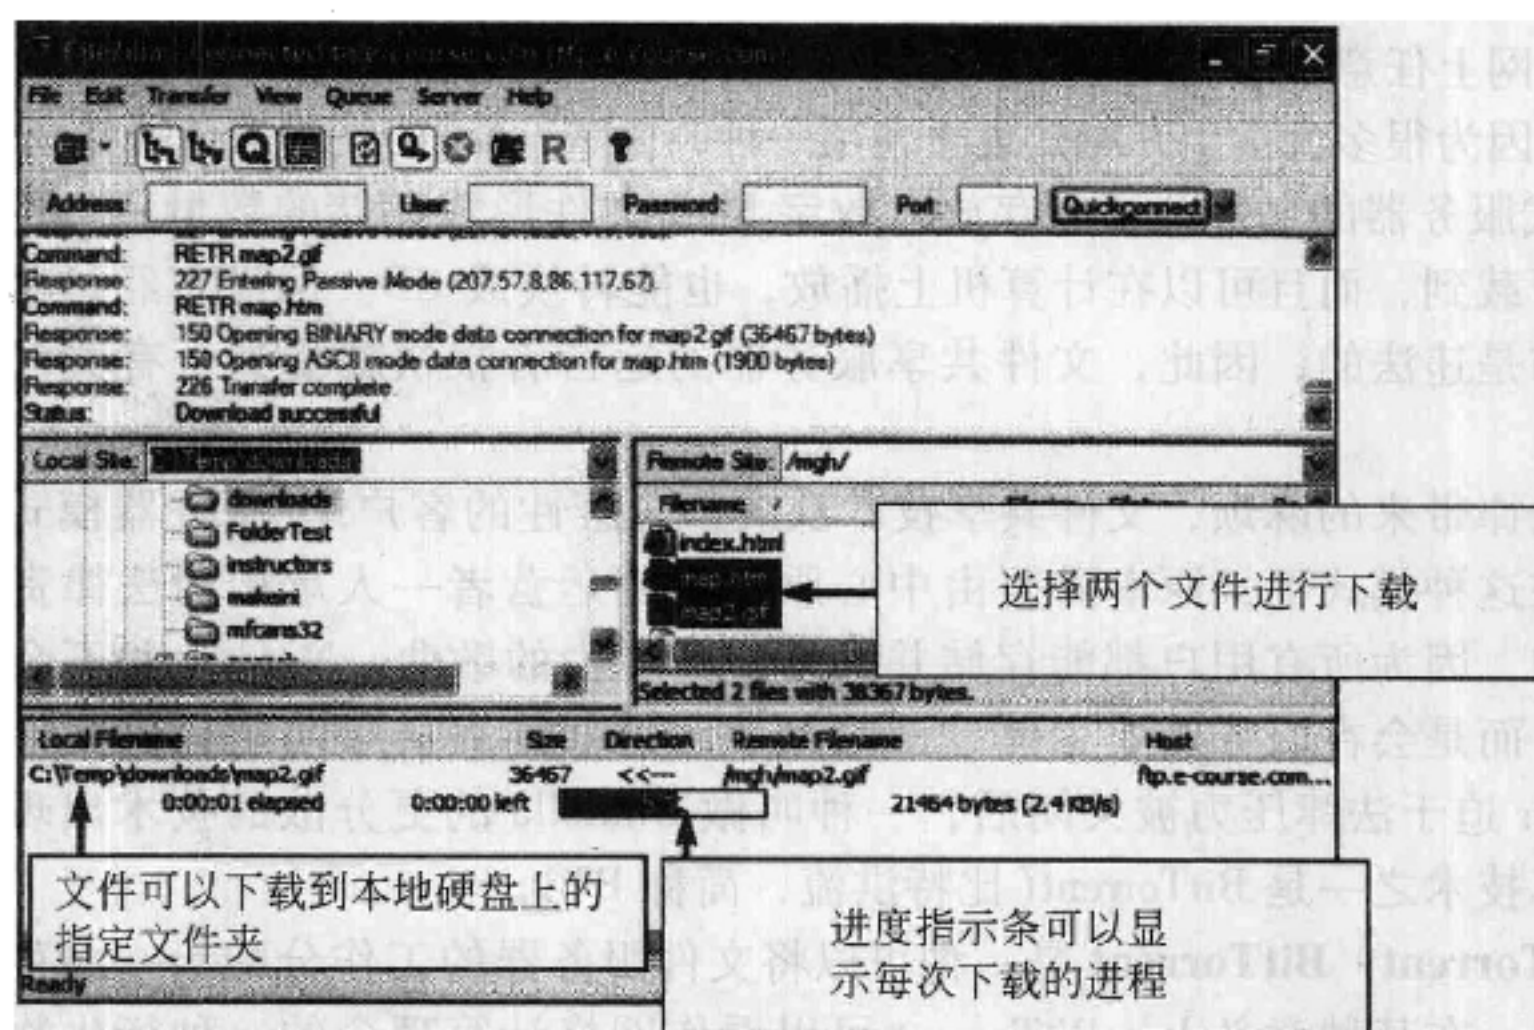 File Edit Transfer View Queue Server Help
Address: User: Password: Port: Quickconnect
Command: RETR map2.gif
Response: 227 Entering Passive Mode (207.57.8.86.117.67).
Command: RETR map.htm
Response: 150 Opening BINARY mode data connection for map2.gif (36467 bytes)
Response: 150 Opening ASCII mode data connection for map.htm (1900 bytes)
Response: 226 Transfer complete.
Status: Download successful
Local Site:
downloads
FolderTest
instructors
makeini
mfcans32
Remote Site: /mgh/
Filename /
index.html
map.htm
map2.gif
选择两个文件进行下载
Selected 2 files with 38367 bytes.
Local Filename Size Direction Remote Filename Host
C:\Temp\downloads\map2.gif 36467 <<--- /mgh/map2.gif ftp.e-course.com...
0:00:01 elapsed 0:00:00 left 21464 bytes (2.4 KB/s)
文件可以下载到本地硬盘上的
指定文件夹
进度指示条可以显
示每次下载的进程
Ready